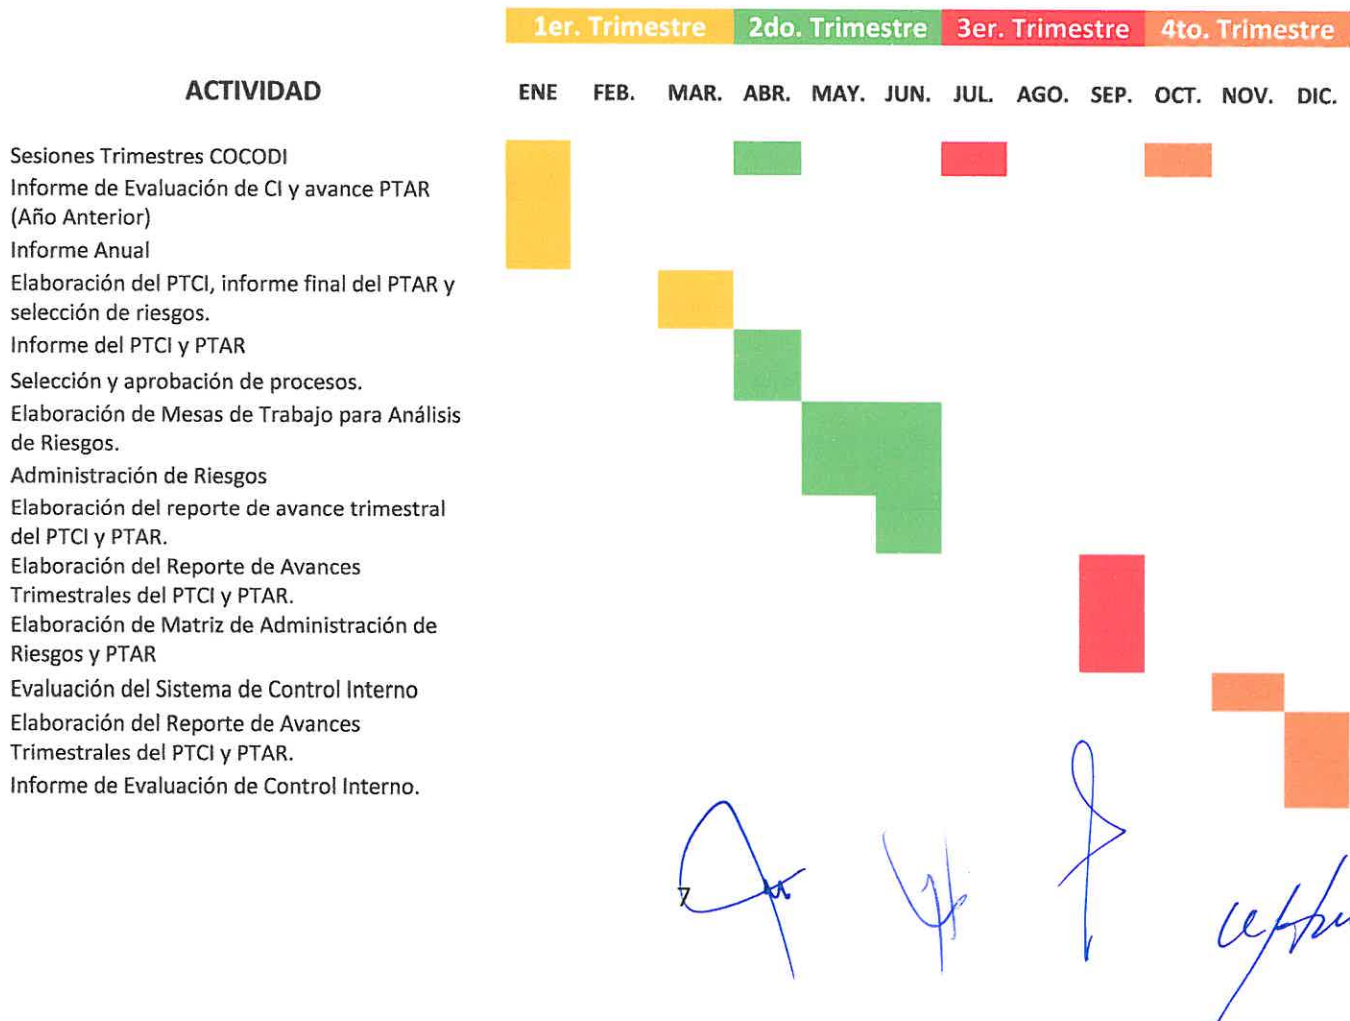 1er. Trimestre 2do. Trimestre 3er. Trimestre 4to. Trimestre
ACTIVIDAD ENE FEB. MAR. ABR. MAY. JUN. JUL. AGO. SEP. OCT. NOV. DIC.
Sesiones Trimestres COCODI
Informe de Evaluación de CI y avance PTAR
(Año Anterior)
Informe Anual
Elaboración del PTCI, informe final del PTAR y
selección de riesgos.
Informe del PTCI y PTAR
Selección y aprobación de procesos.
Elaboración de Mesas de Trabajo para Análisis
de Riesgos.
Administración de Riesgos
Elaboración del reporte de avance trimestral
del PTCI y PTAR.
Elaboración del Reporte de Avances
Trimestrales del PTCI y PTAR.
Elaboración de Matriz de Administración de
Riesgos y PTAR
Evaluación del Sistema de Control Interno
Elaboración del Reporte de Avances
Trimestrales del PTCI y PTAR.
Informe de Evaluación de Control Interno.
7